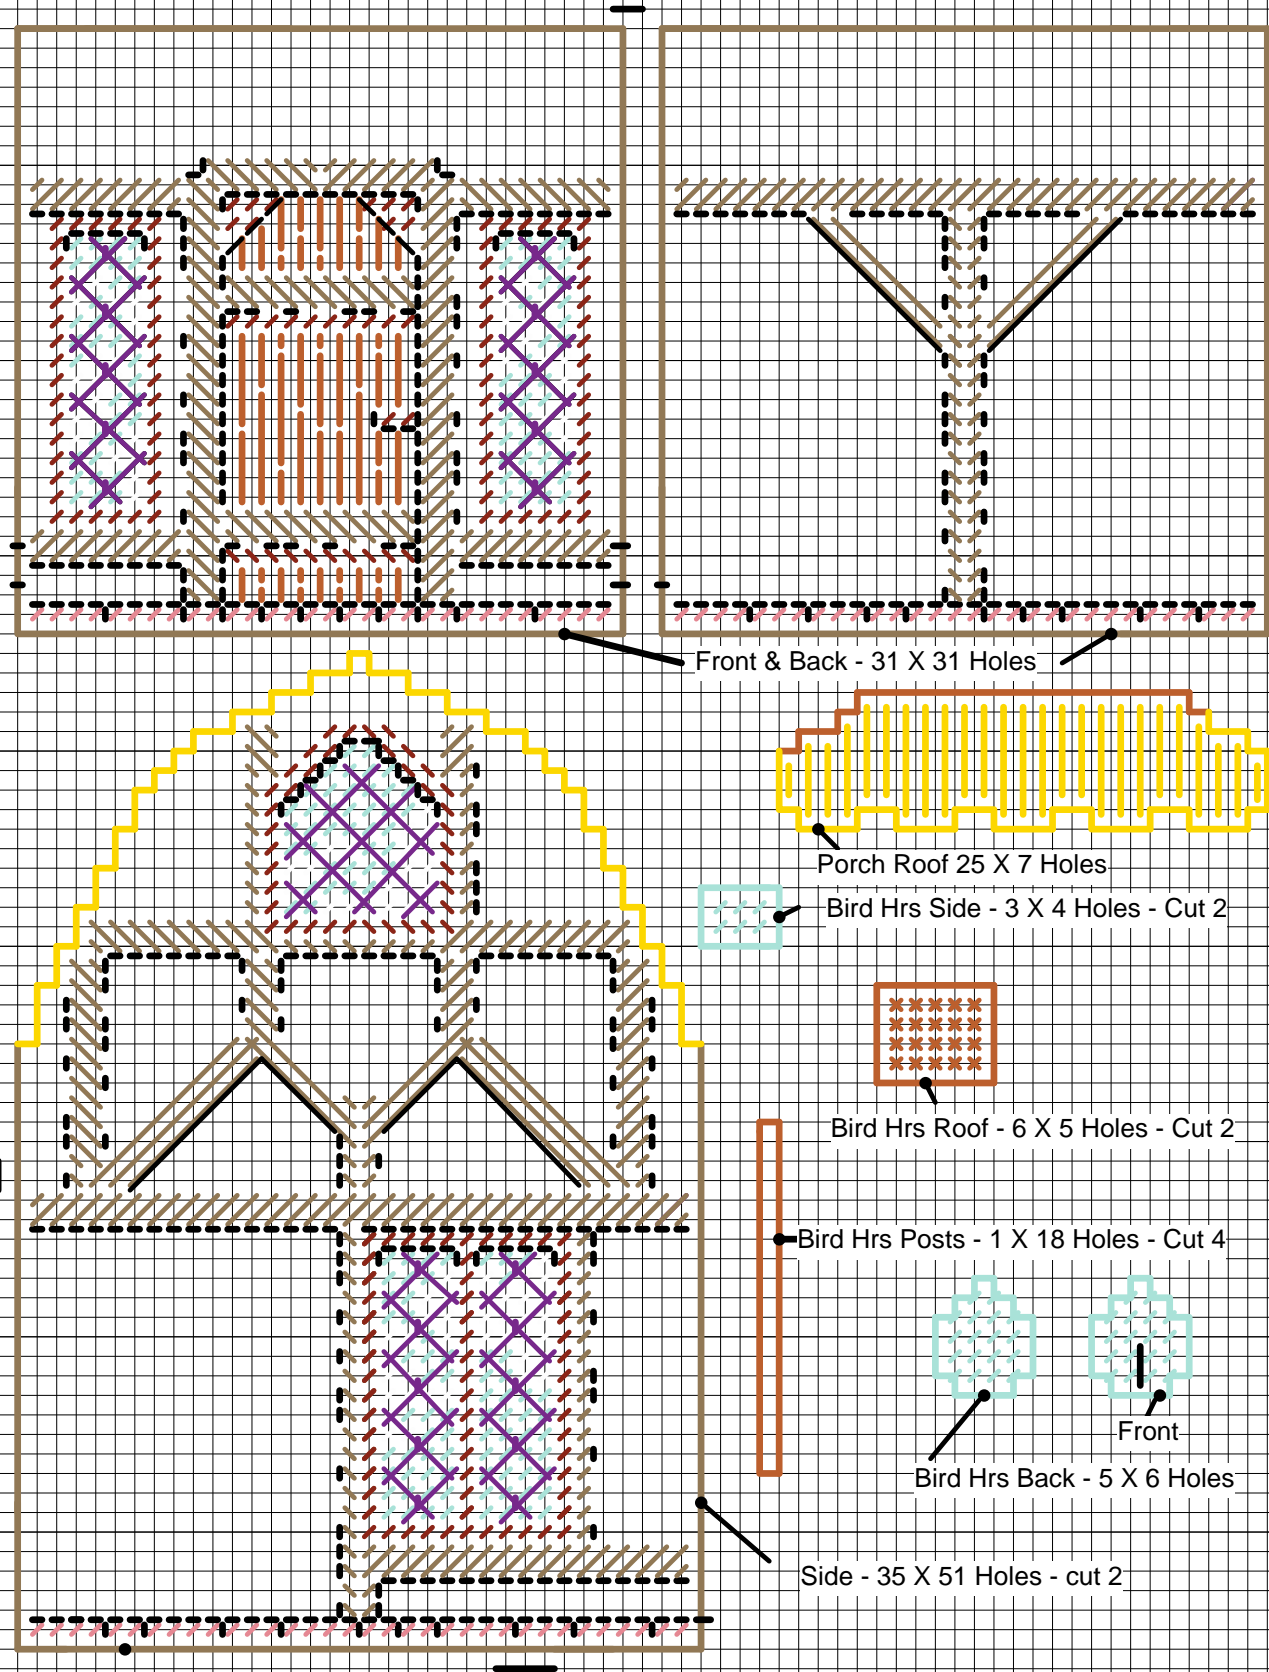 Front & Back - 31 X 31 Holes
Porch Roof 25 X 7 Holes
Bird Hrs Side - 3 X 4 Holes - Cut 2
Bird Hrs Roof - 6 X 5 Holes - Cut 2
Bird Hrs Posts - 1 X 18 Holes - Cut 4
Front
Bird Hrs Back - 5 X 6 Holes
Side - 35 X 51 Holes - cut 2